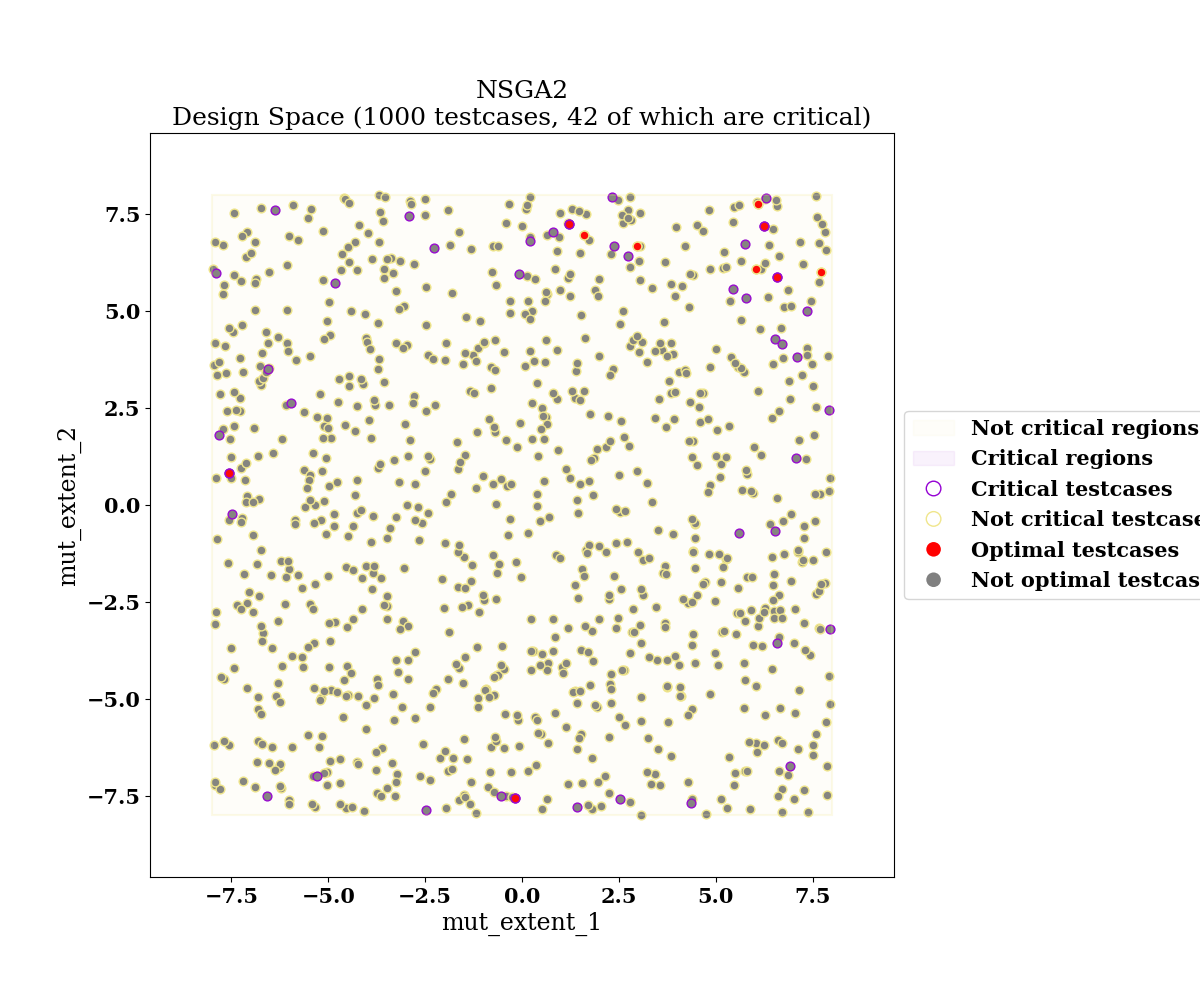 NSGA2
Design Space (1000 testcases, 42 of which are critical)
7.5
5.0
2.5
0.0
−2.5
−5.0
−7.5
mut_extent_2
−7.5 −5.0 −2.5 0.0 2.5 5.0 7.5
mut_extent_1
Not critical regions
Critical regions
Critical testcases
Not critical testcase
Optimal testcases
Not optimal testcas